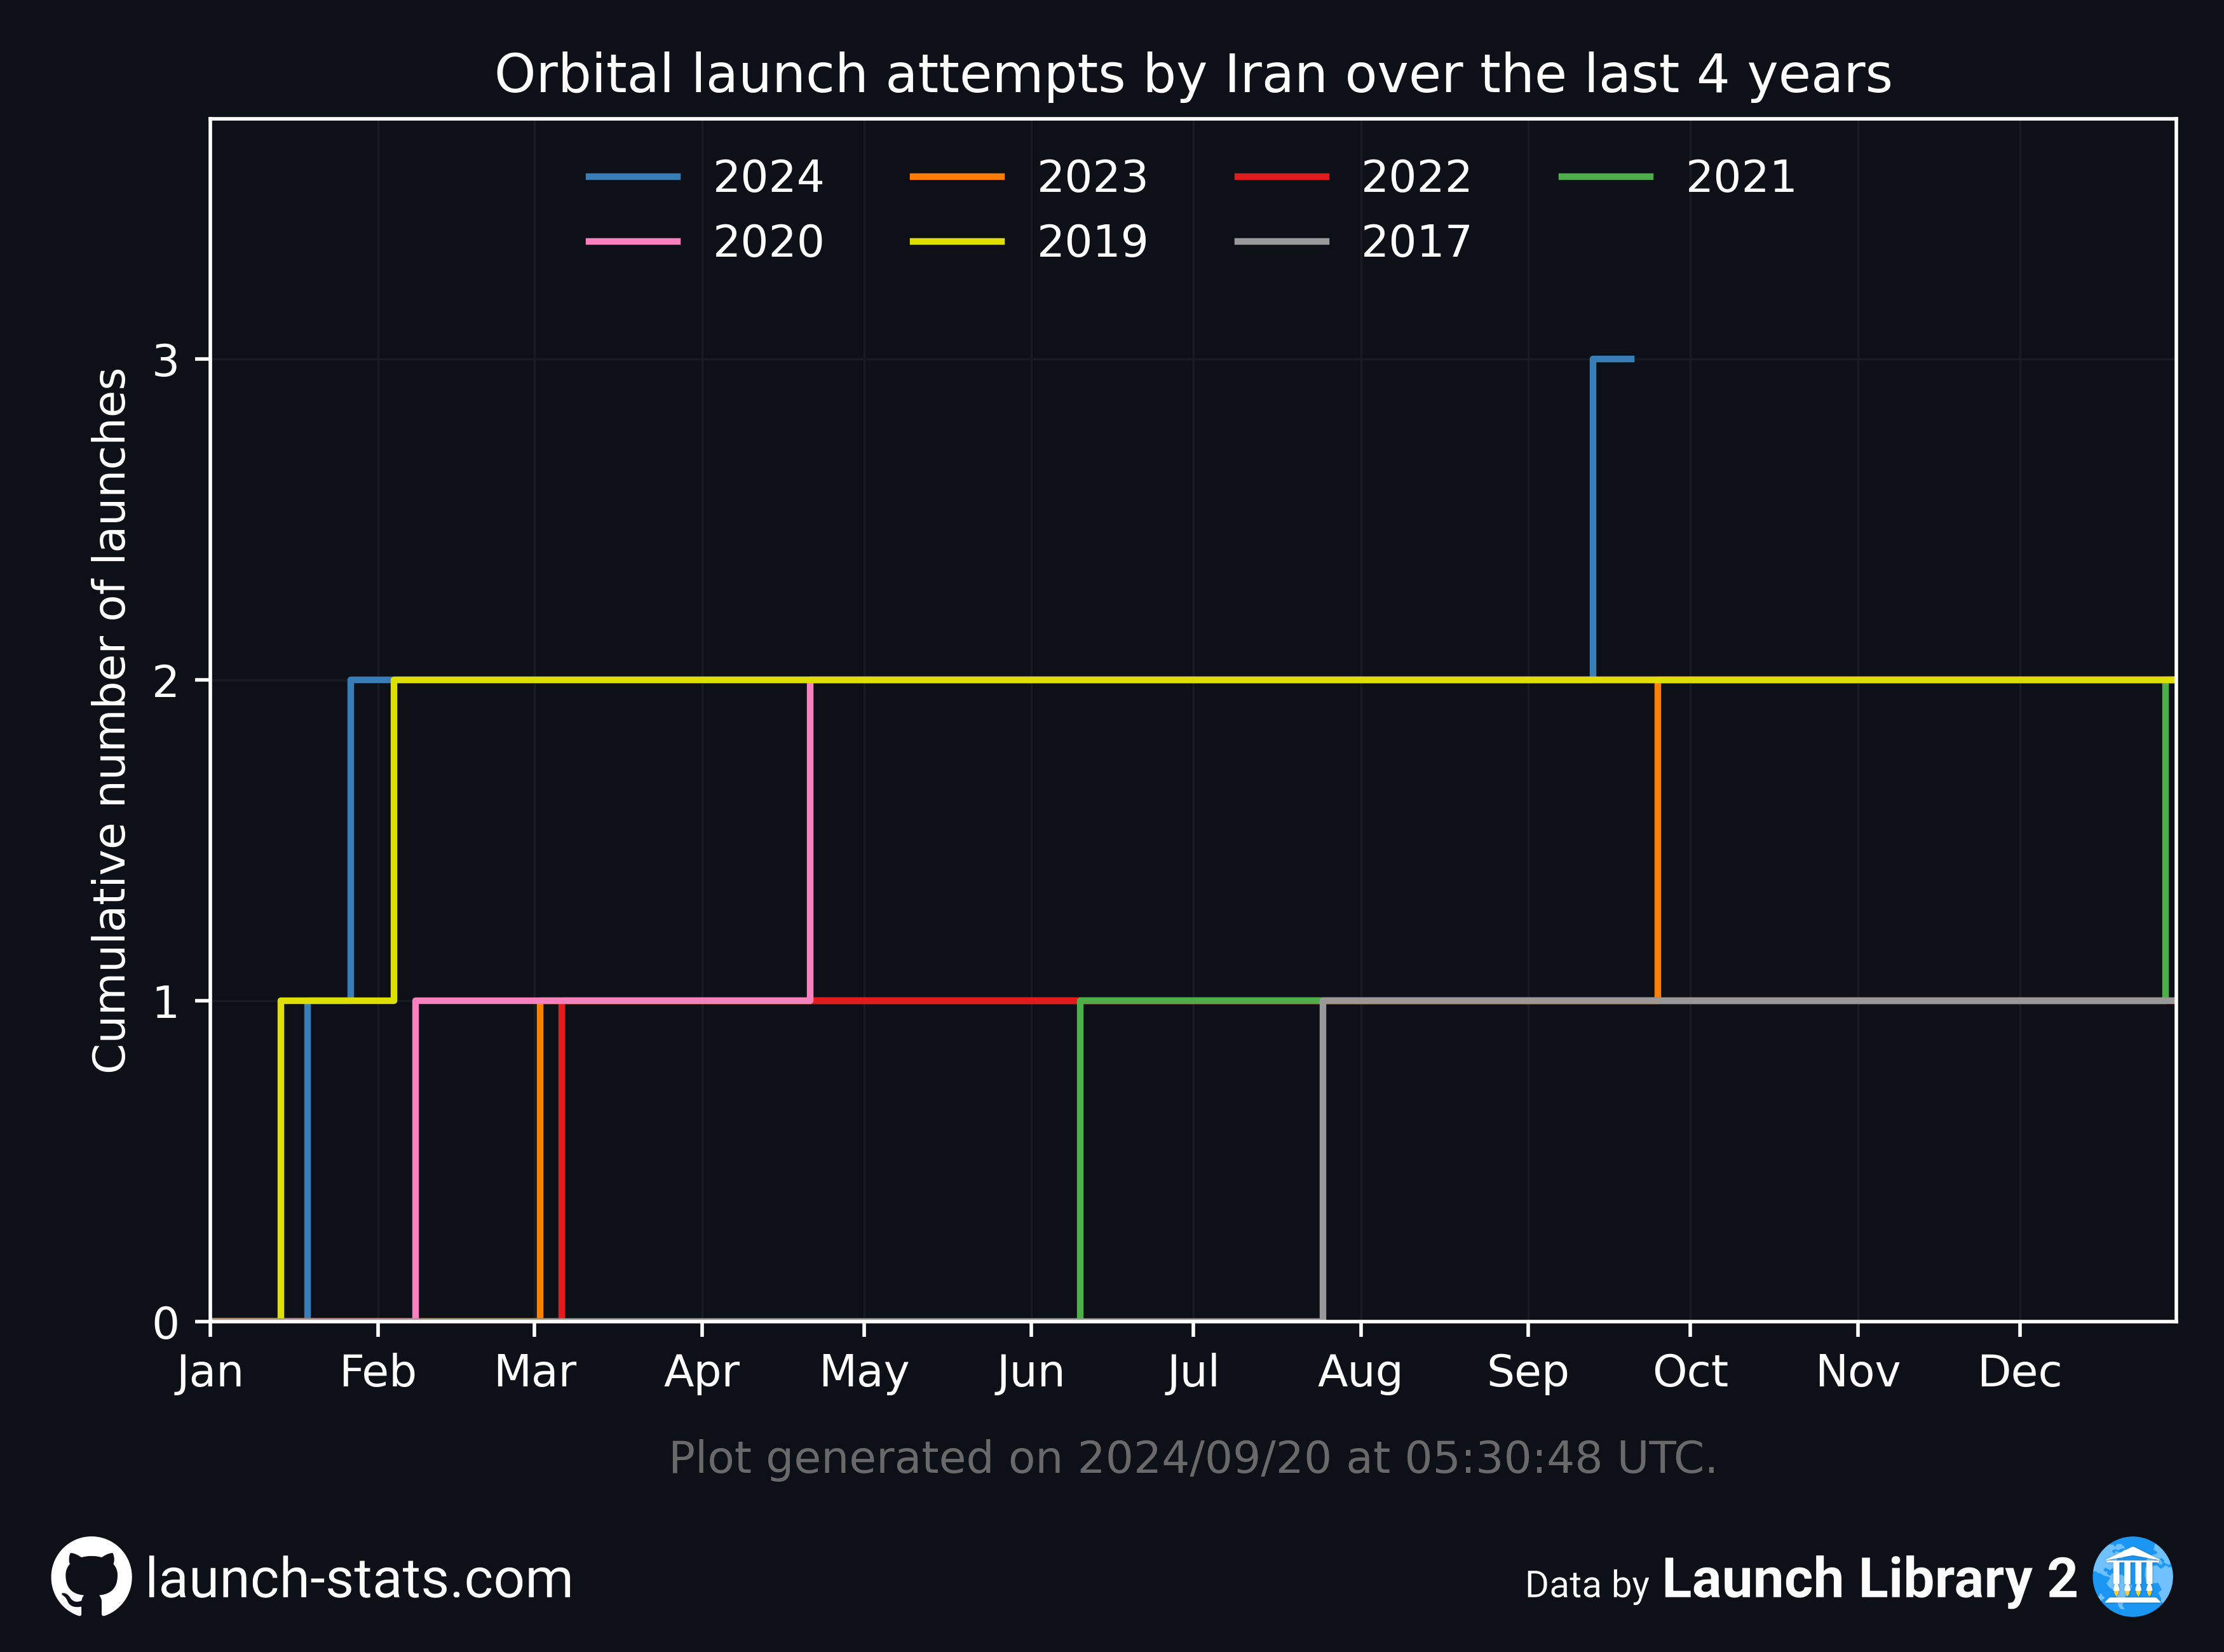 Orbital launch attempts by Iran over the last 4 years
2024 2023 2022 2021
2020 2019 2017
Cumulative number of launches
3
2
1
0
Jan Feb Mar Apr May Jun Jul Aug Sep Oct Nov Dec
Plot generated on 2024/09/20 at 05:30:48 UTC.
launch-stats.com
Data by Launch Library 2